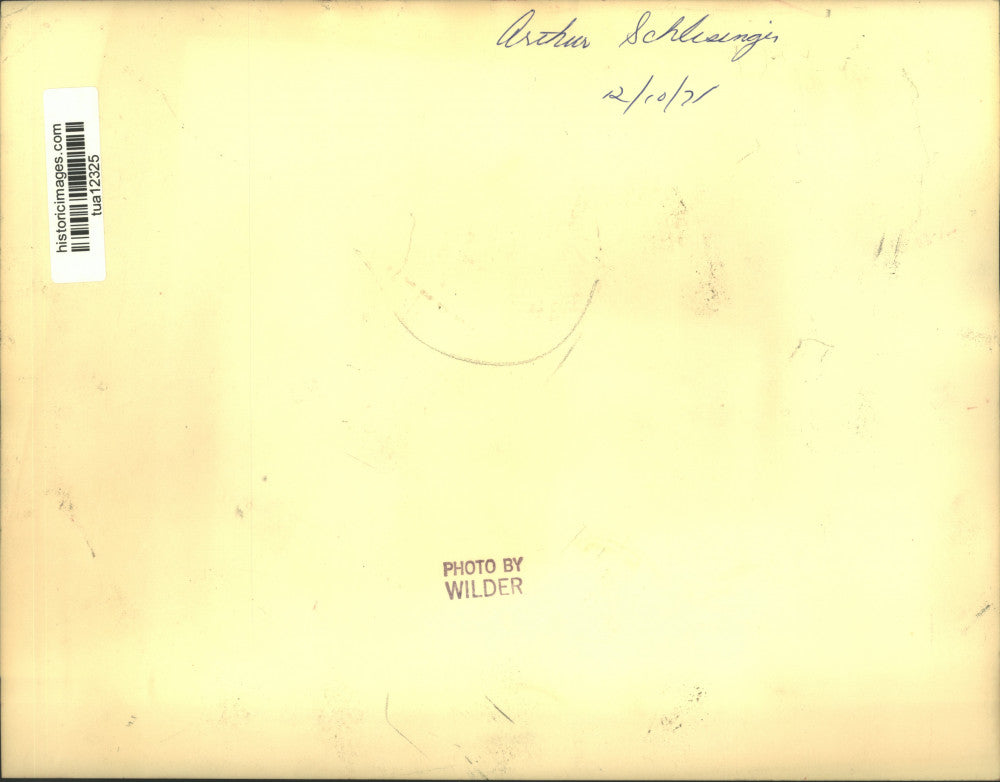 Arthur Schlesinger
12/10/71
historicimages.com
tua12325
PHOTO BY
WILDER